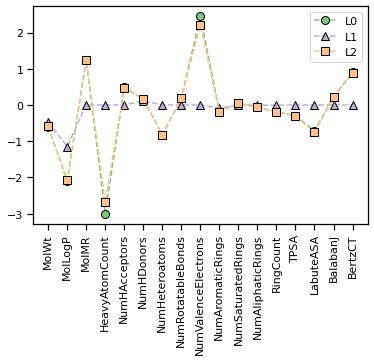 L0
L1
L2
2
1
0
−1
−2
−3
MolWt
MolLogP
MolMR
HeavyAtomCount
NumHAcceptors
NumHDonors
NumHeteroatoms
NumRotatableBonds
NumValenceElectrons
NumAromaticRings
NumSaturatedRings
NumAliphaticRings
RingCount
TPSA
LabuteASA
BalabanJ
BertzCT